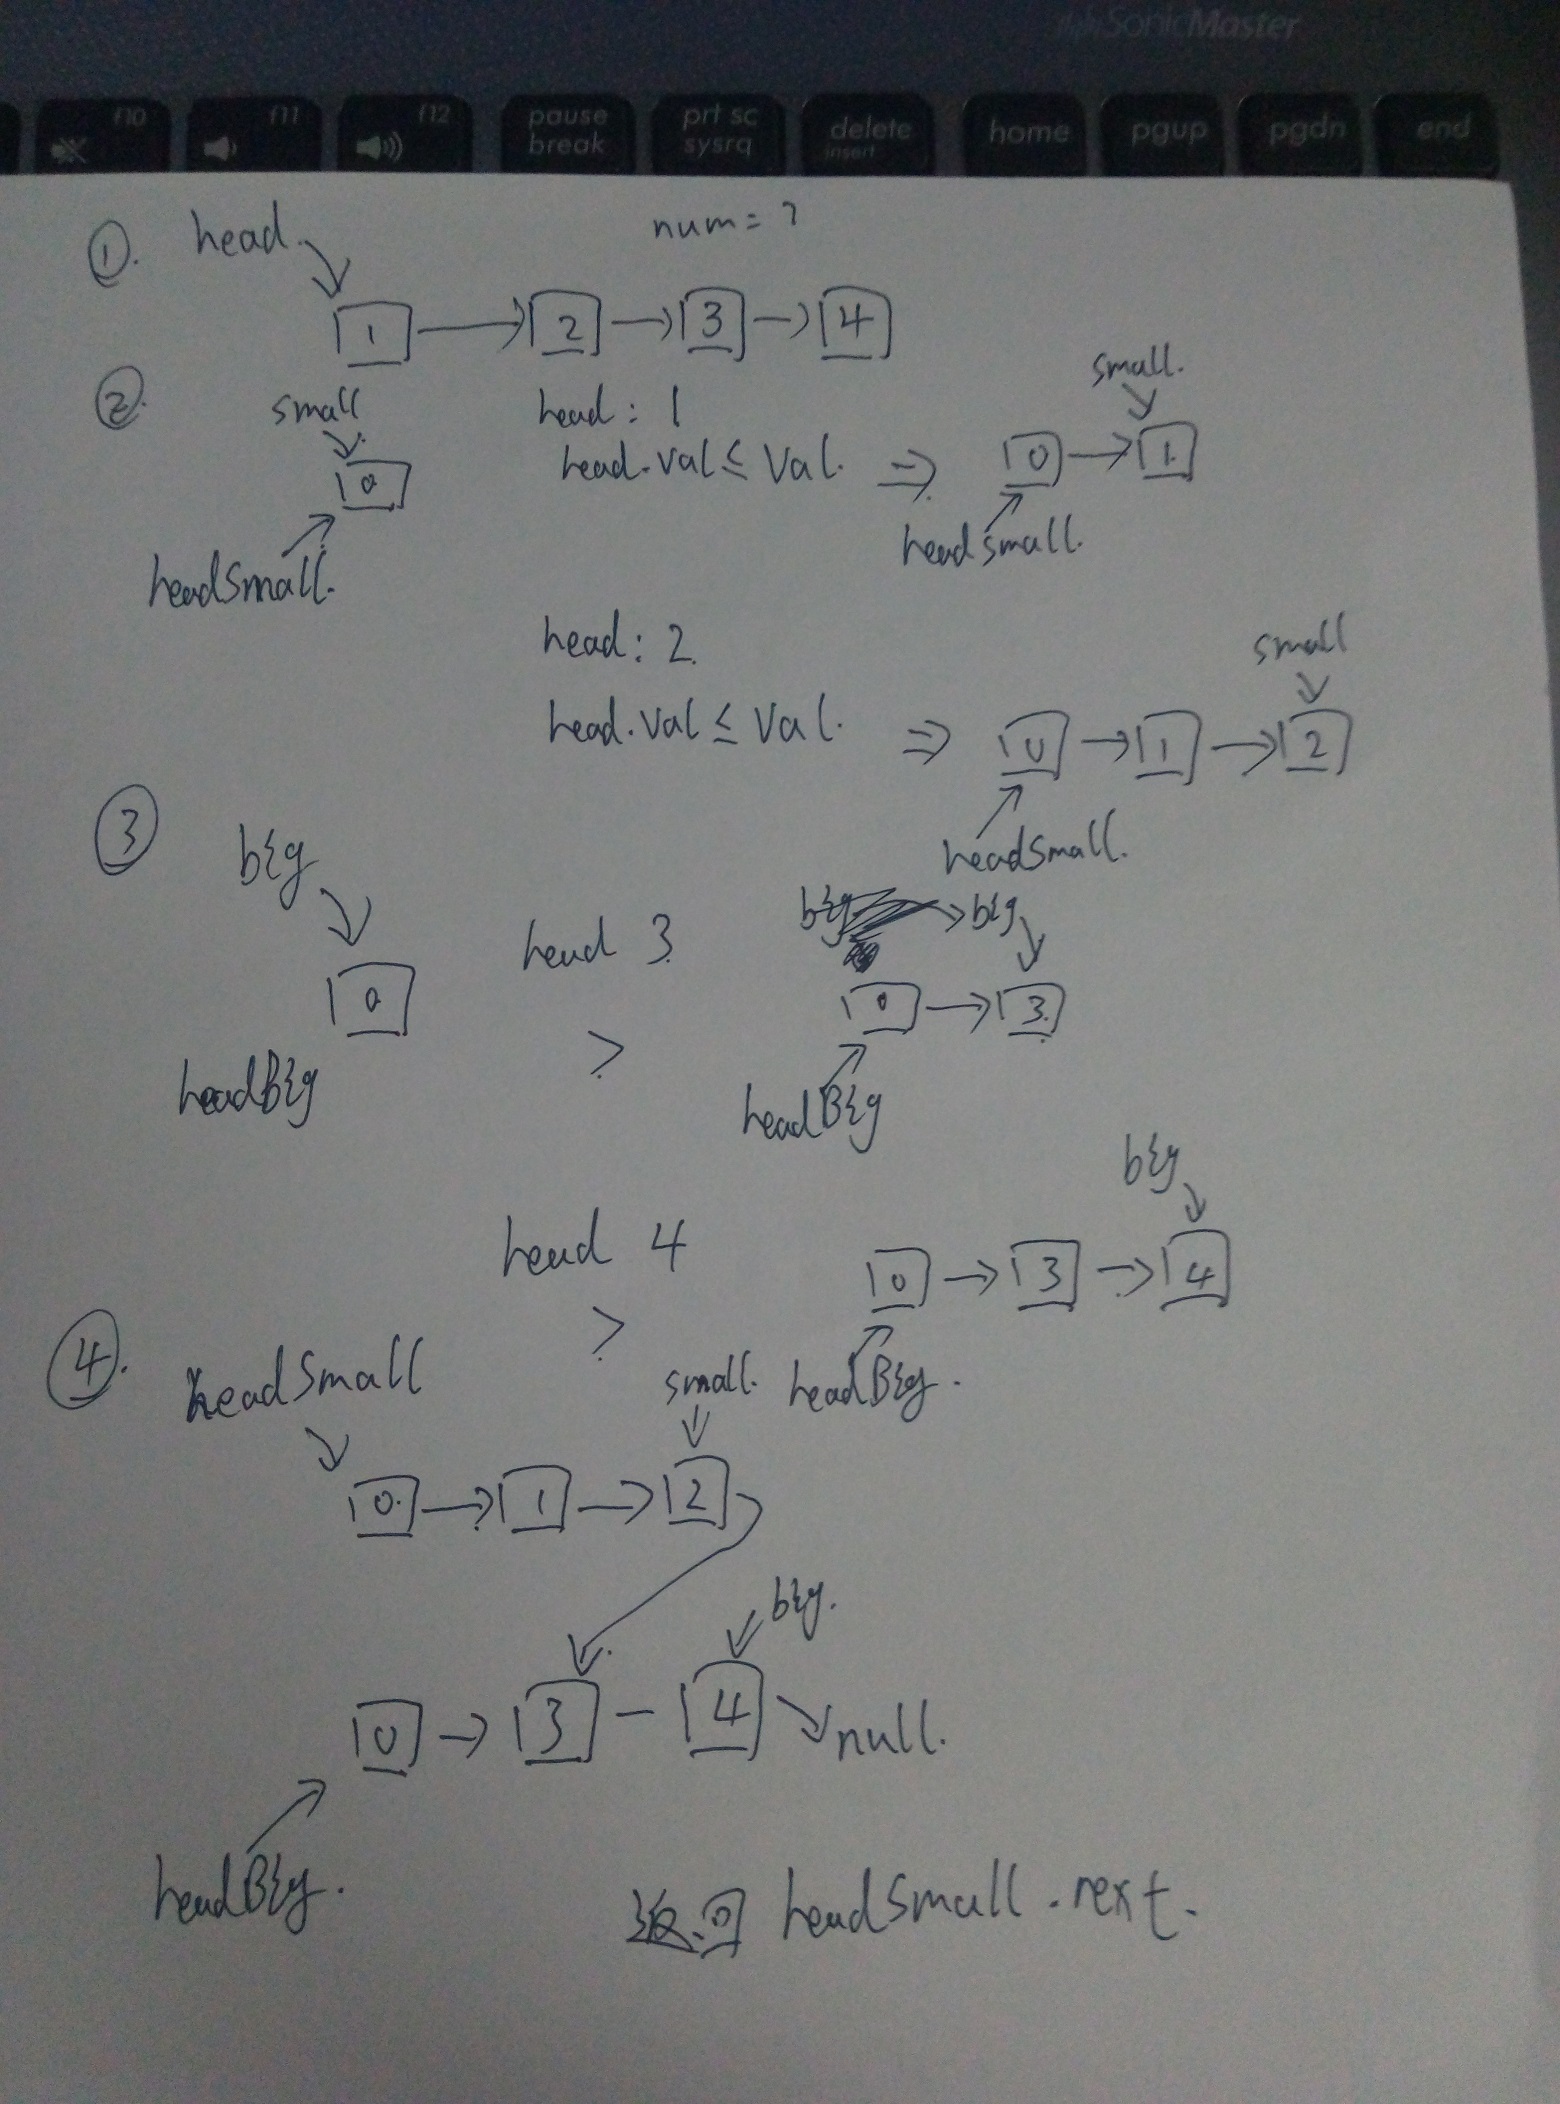 SonicMaster
f10 f11 f12 pause break prt sc sysrq delete insert home pgup pgdn end
①. head. num = ?
1 → 2 → 3 → 4
②. small head: 1 small.
0 head.val ≤ val. ⇒ 0 → 1
headSmall. headSmall.
head: 2. small
head.val ≤ val. ⇒ 0 → 1 → 2
headSmall.
③ big
big → big
head 3
0 > 0 → 3
headBig headBig
big
head 4
> 0 → 3 → 4
headBig.
④. headSmall small.
0 → 1 → 2
big.
0 → 3 - 4 → null.
headBig.
返回 headSmall.next.